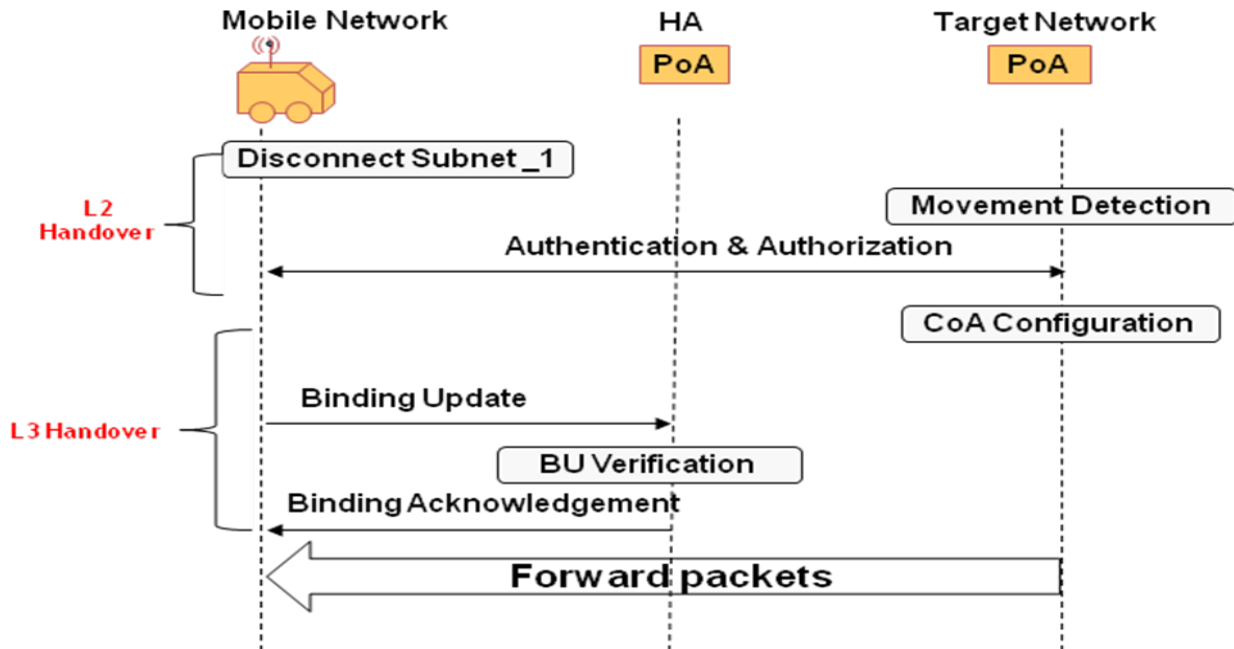 Mobile Network
HA
Target Network
PoA
PoA
Disconnect Subnet _1
Movement Detection
L2
Handover
Authentication & Authorization
CoA Configuration
Binding Update
L3 Handover
BU Verification
Binding Acknowledgement
Forward packets